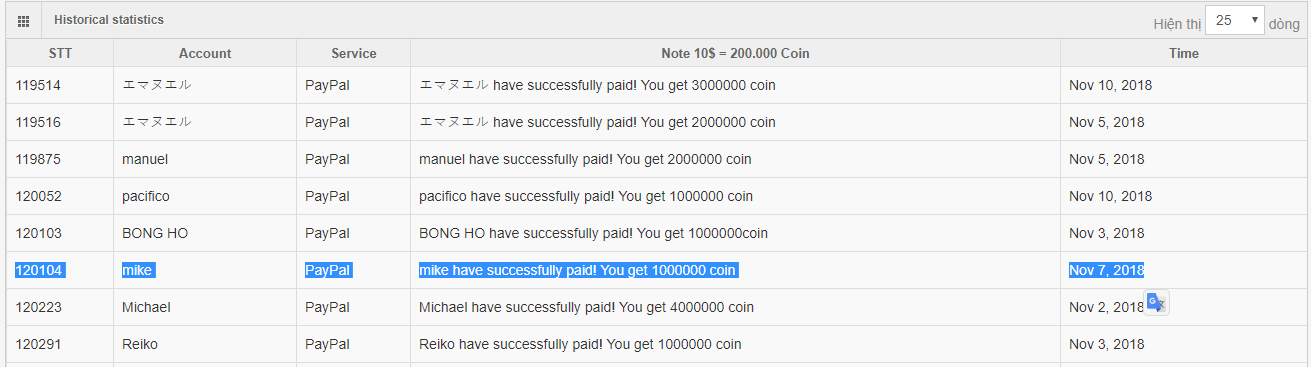 Historical statistics
Hiện thị 25 dòng
STT Account Service Note 10$ = 200.000 Coin Time
119514 エマヌエル PayPal エマヌエル have successfully paid! You get 3000000 coin Nov 10, 2018
119516 エマヌエル PayPal エマヌエル have successfully paid! You get 2000000 coin Nov 5, 2018
119875 manuel PayPal manuel have successfully paid! You get 2000000 coin Nov 5, 2018
120052 pacifico PayPal pacifico have successfully paid! You get 1000000 coin Nov 10, 2018
120103 BONG HO PayPal BONG HO have successfully paid! You get 1000000coin Nov 3, 2018
120104 mike PayPal mike have successfully paid! You get 1000000 coin Nov 7, 2018
120223 Michael PayPal Michael have successfully paid! You get 4000000 coin Nov 2, 2018
120291 Reiko PayPal Reiko have successfully paid! You get 1000000 coin Nov 3, 2018